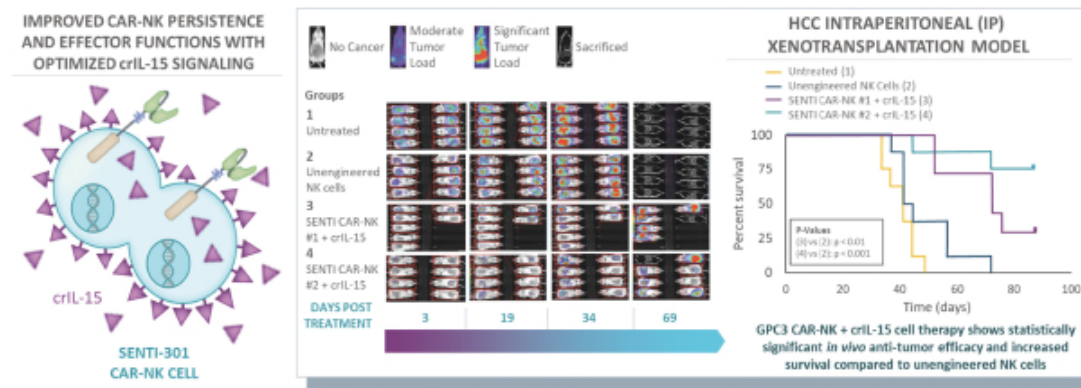 IMPROVED CAR-NK PERSISTENCE
AND EFFECTOR FUNCTIONS WITH
OPTIMIZED crIL-15 SIGNALING
crIL-15
SENTI-301
CAR-NK CELL
No Cancer
Moderate
Tumor
Load
Significant
Tumor
Load
Sacrificed
Groups
1
Untreated
2
Unengineered
NK cells
3
SENTI CAR-NK
#1 + crIL-15
4
SENTI CAR-NK
#2 + crIL-15
DAYS POST
TREATMENT
3
19
34
69
HCC INTRAPERITONEAL (IP)
XENOTRANSPLANTATION MODEL
Untreated (1)
Unengineered NK Cells (2)
SENTI CAR-NK #1 + crIL-15 (3)
SENTI CAR-NK #2 + crIL-15 (4)
Percent survival
100
75
50
25
0
P-Values
(3) vs (2): p < 0.01
(4) vs (2): p < 0.001
0
20
40
60
80
100
Time (days)
GPC3 CAR-NK + crIL-15 cell therapy shows statistically
significant in vivo anti-tumor efficacy and increased
survival compared to unengineered NK cells